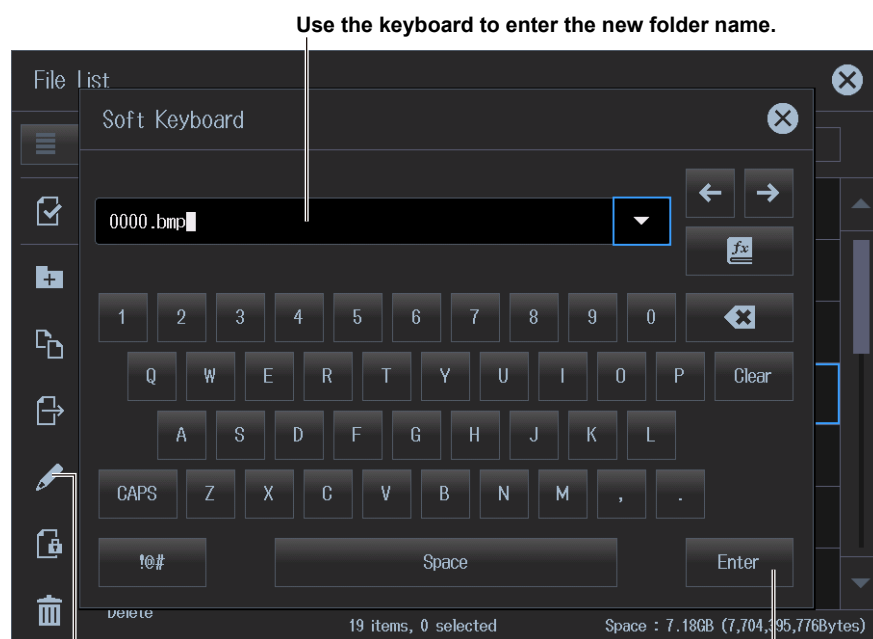 Use the keyboard to enter the new folder name.
File List
Soft Keyboard
0000.bmp
fx
1 2 3 4 5 6 7 8 9 0
Q W E R T Y U I O P Clear
A S D F G H J K L
CAPS Z X C V B N M , .
!@# Space Enter
Delete
19 items, 0 selected Space : 7.18GB (7,704,395,776Bytes)